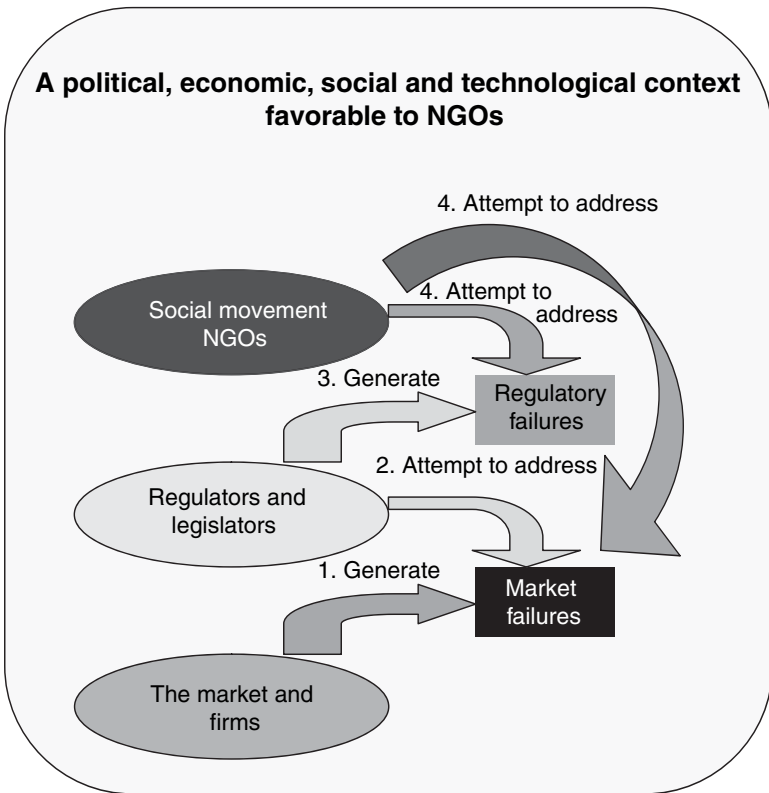 A political, economic, social and technological context
favorable to NGOs
4. Attempt to address
4. Attempt to
address
Social movement
NGOs
3. Generate
Regulatory
failures
2. Attempt to address
Regulators and
legislators
1. Generate
Market
failures
The market and
firms